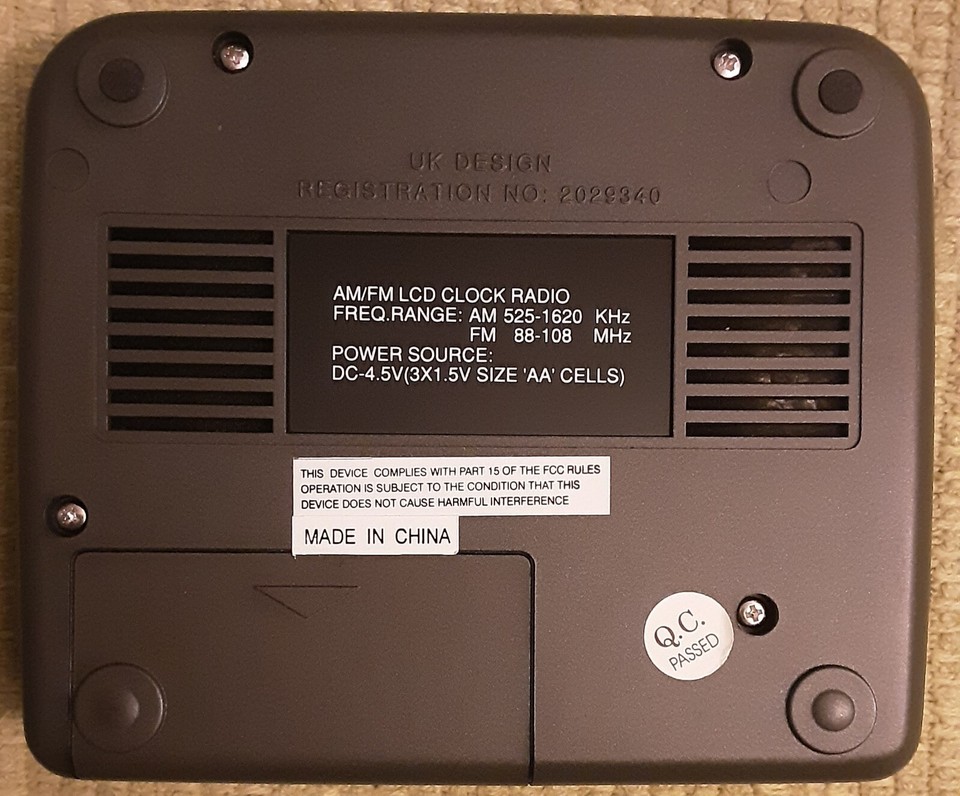 UK DESIGN
REGISTRATION NO: 2029340
AM/FM LCD CLOCK RADIO
FREQ.RANGE: AM 525-1620 KHz
FM 88-108 MHz
POWER SOURCE:
DC-4.5V(3X1.5V SIZE 'AA' CELLS)
THIS DEVICE COMPLIES WITH PART 15 OF THE FCC RULES
OPERATION IS SUBJECT TO THE CONDITION THAT THIS
DEVICE DOES NOT CAUSE HARMFUL INTERFERENCE
MADE IN CHINA
Q.C.
PASSED